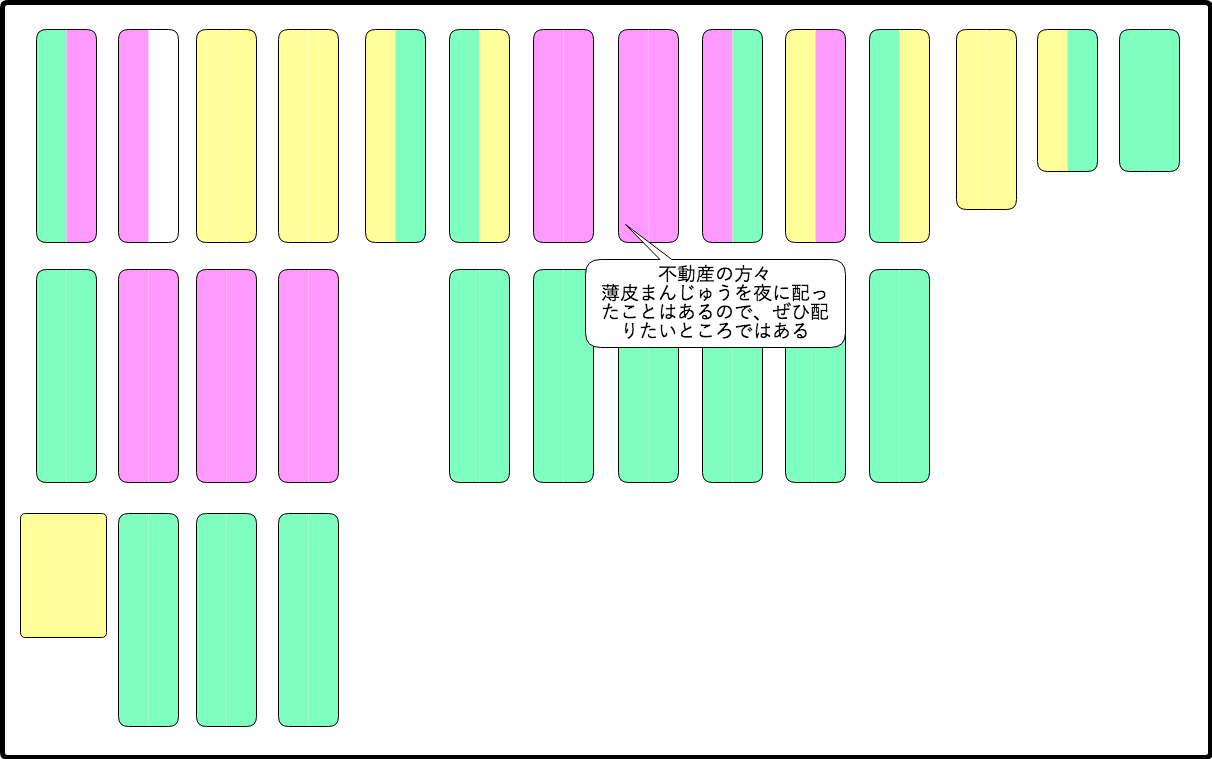 不動産の方々
薄皮まんじゅうを夜に配っ
たことはあるので、ぜひ配
りたいところではある